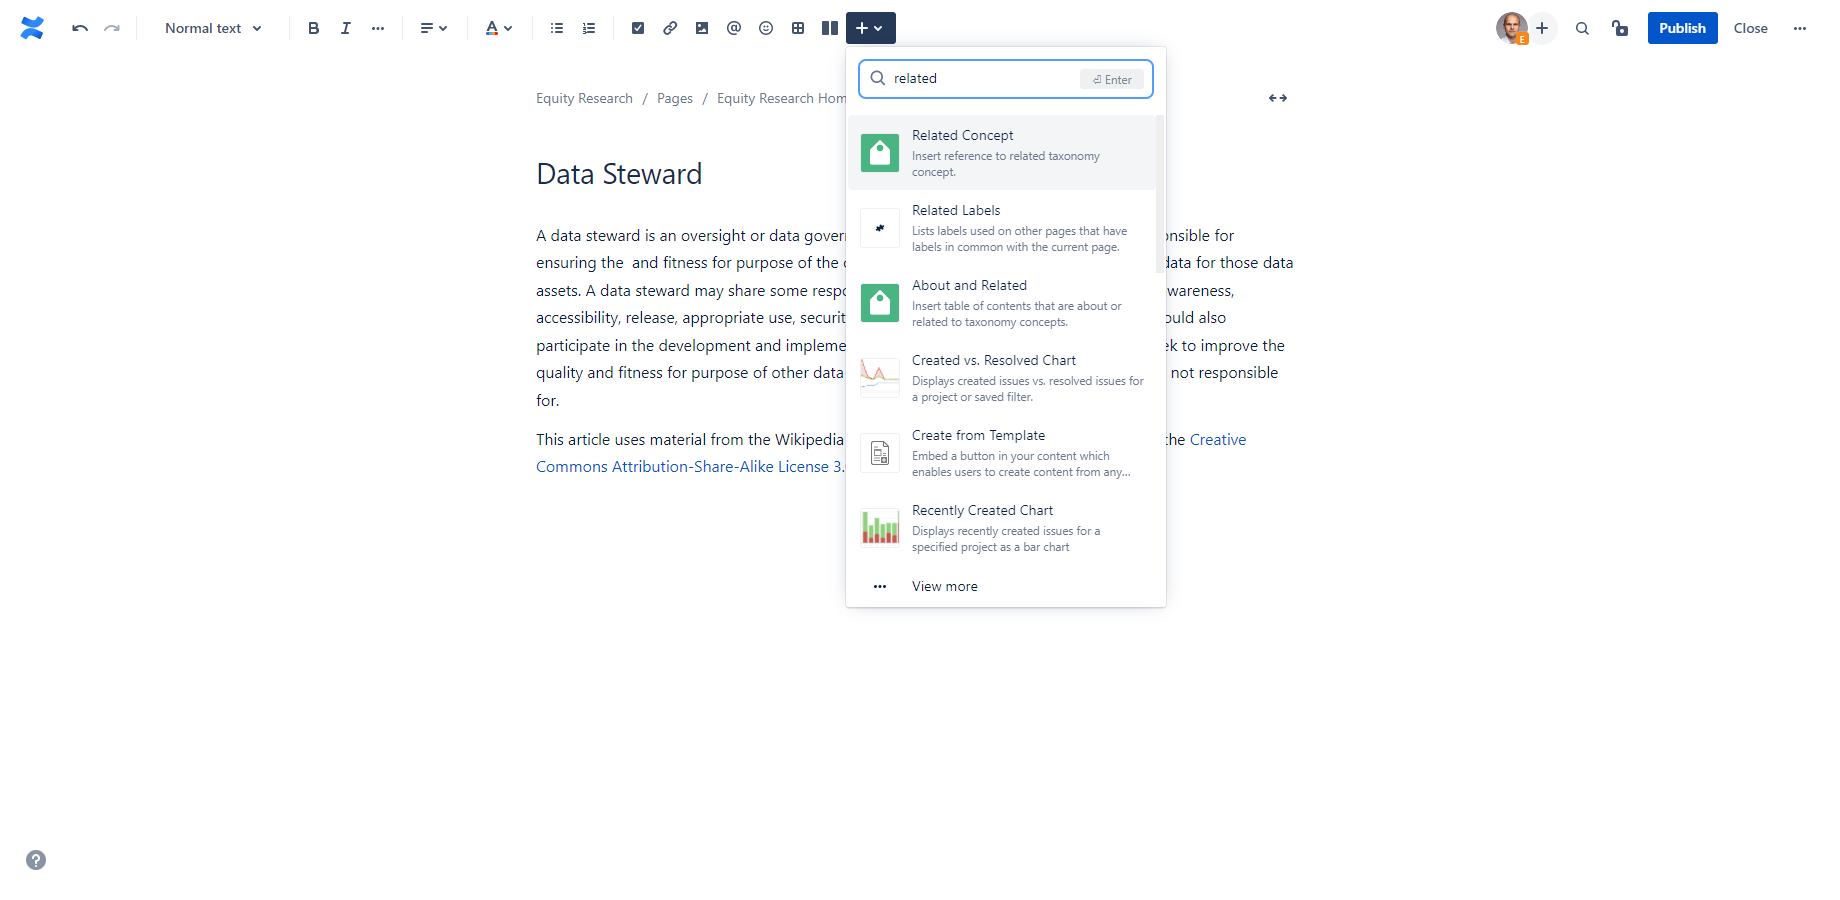 Normal text
B I ••• A @
Publish Close
E
related Enter
Equity Research / Pages / Equity Research Hom
Related Concept
Insert reference to related taxonomy
concept.
Data Steward
Related Labels
Lists labels used on other pages that have
labels in common with the current page.
A data steward is an oversight or data gover nsible for
ensuring the and fitness for purpose of the data for those data
assets. A data steward may share some respo wareness,
accessibility, release, appropriate use, securit ould also
participate in the development and impleme k to improve the
quality and fitness for purpose of other data not responsible
for.
This article uses material from the Wikipedia the Creative
Commons Attribution-Share-Alike License 3.
About and Related
Insert table of contents that are about or
related to taxonomy concepts.
Created vs. Resolved Chart
Displays created issues vs. resolved issues for
a project or saved filter.
Create from Template
Embed a button in your content which
enables users to create content from any...
Recently Created Chart
Displays recently created issues for a
specified project as a bar chart
••• View more
?